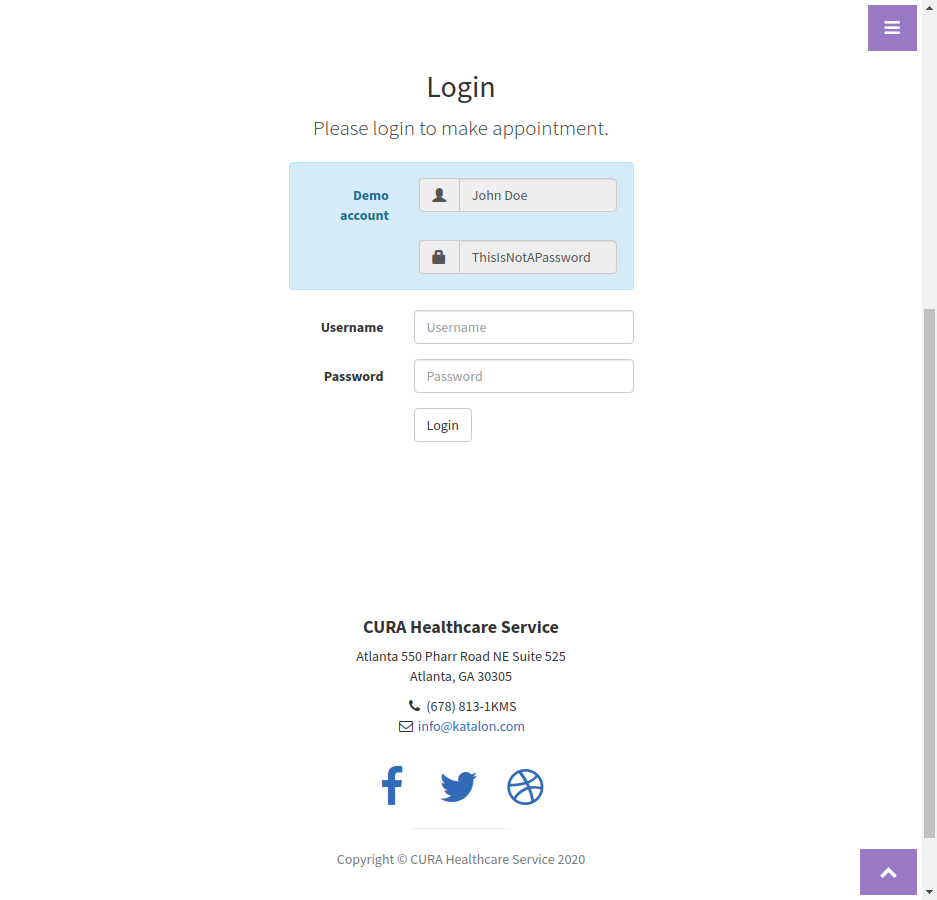 Login
Please login to make appointment.
Demo account
John Doe
ThisIsNotAPassword
Username
Username
Password
Password
Login
CURA Healthcare Service
Atlanta 550 Pharr Road NE Suite 525
Atlanta, GA 30305
(678) 813-1KMS
info@katalon.com
Copyright © CURA Healthcare Service 2020